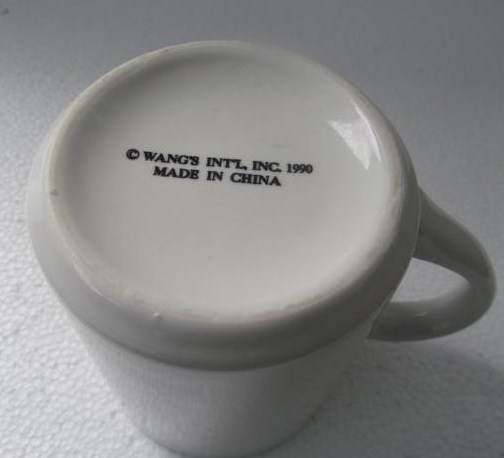 © WANG'S INT'L, INC. 1990
MADE IN CHINA